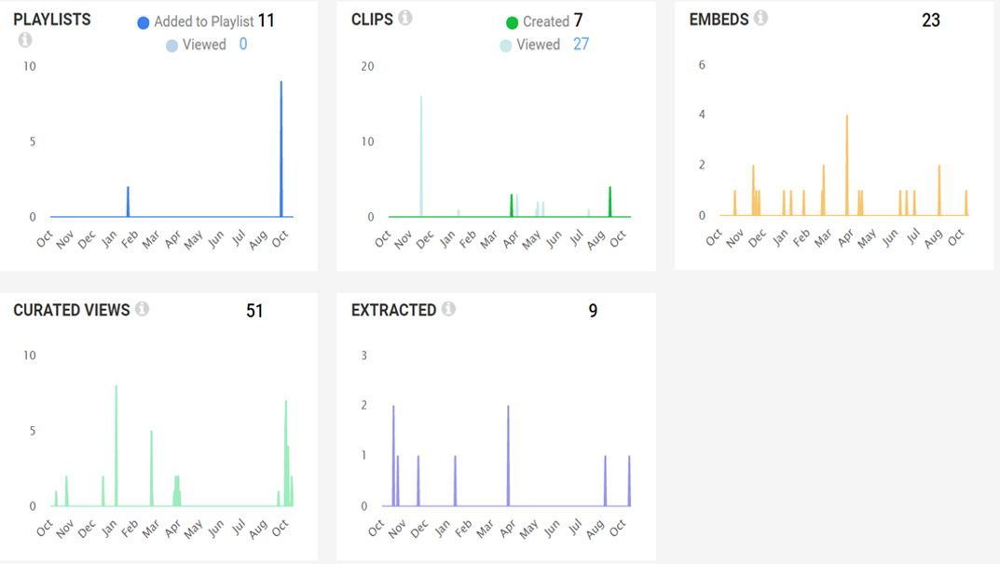 PLAYLISTS
Added to Playlist 11
Viewed 0
10
5
0
Oct Nov Dec Jan Feb Mar Apr May Jun Jul Aug Oct
CLIPS
Created 7
Viewed 27
20
10
0
Oct Nov Dec Jan Feb Mar Apr May Jun Jul Aug Oct
EMBEDS 23
6
4
2
0
Oct Nov Dec Jan Feb Mar Apr May Jun Jul Aug Oct
CURATED VIEWS 51
10
5
0
Oct Nov Dec Jan Feb Mar Apr May Jun Jul Aug Oct
EXTRACTED 9
3
2
1
0
Oct Nov Dec Jan Feb Mar Apr May Jun Jul Aug Oct